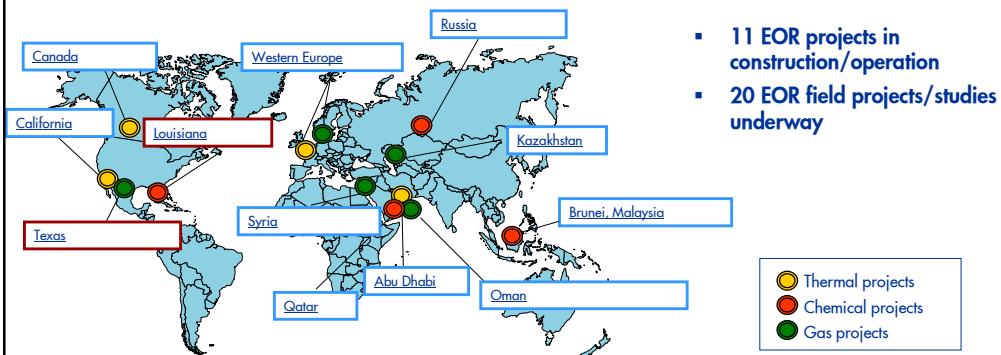 Russia
Canada
Western Europe
California
Louisiana
Kazakhstan
Texas
Syria
Brunei, Malaysia
Abu Dhabi
Qatar
Oman
▪ 11 EOR projects in
construction/operation
▪ 20 EOR field projects/studies
underway
Thermal projects
Chemical projects
Gas projects